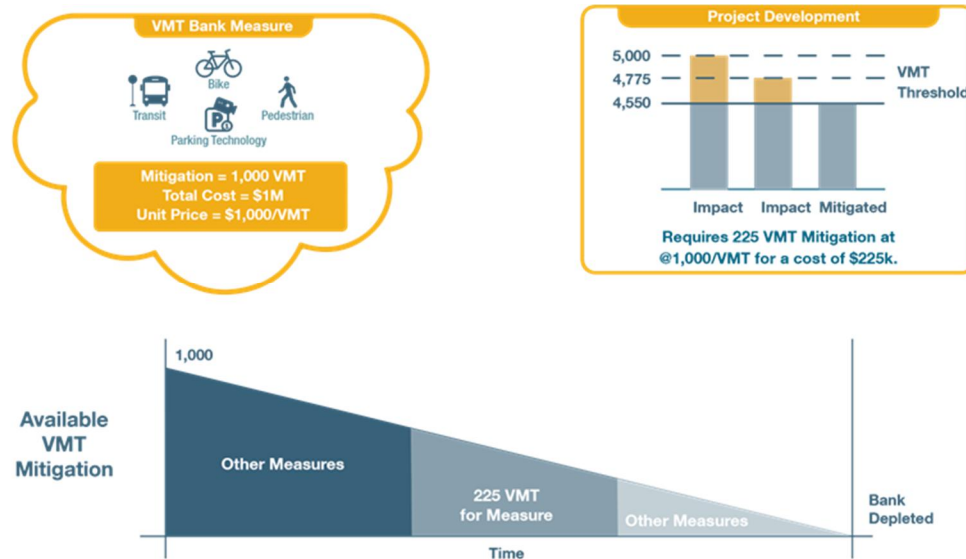 VMT Bank Measure
Bike
Transit
Pedestrian
P
Parking Technology
Mitigation = 1,000 VMT
Total Cost = $1M
Unit Price = $1,000/VMT
Project Development
5,000
4,775
4,550
VMT
Threshold
Impact Impact Mitigated
Requires 225 VMT Mitigation at
@1,000/VMT for a cost of $225k.
1,000
Available
VMT
Mitigation
Other Measures
225 VMT
for Measure
Other Measures
Bank
Depleted
Time